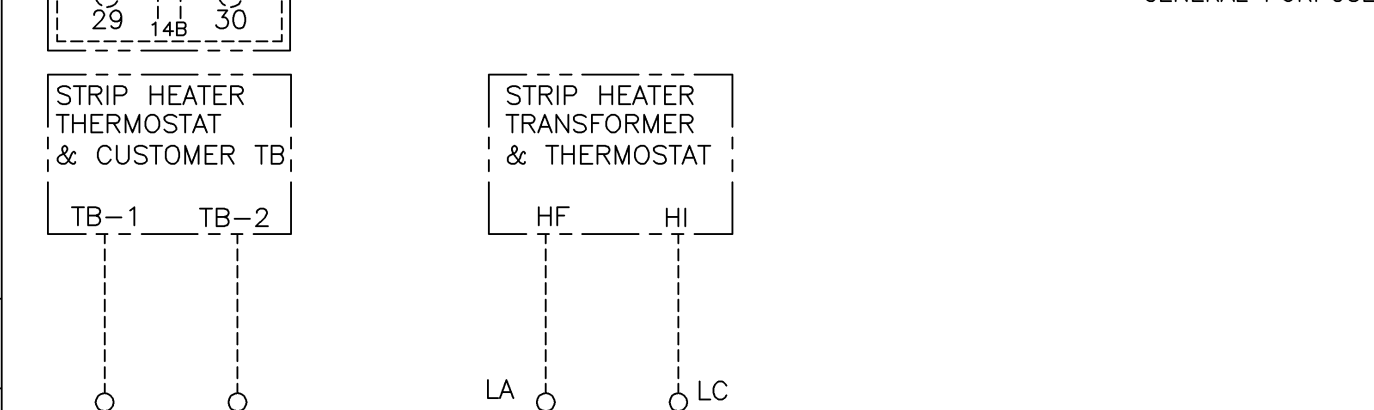 29 14B 30
STRIP HEATER
THERMOSTAT
& CUSTOMER TB
TB-1 TB-2
STRIP HEATER
TRANSFORMER
& THERMOSTAT
HF HI
LA LC